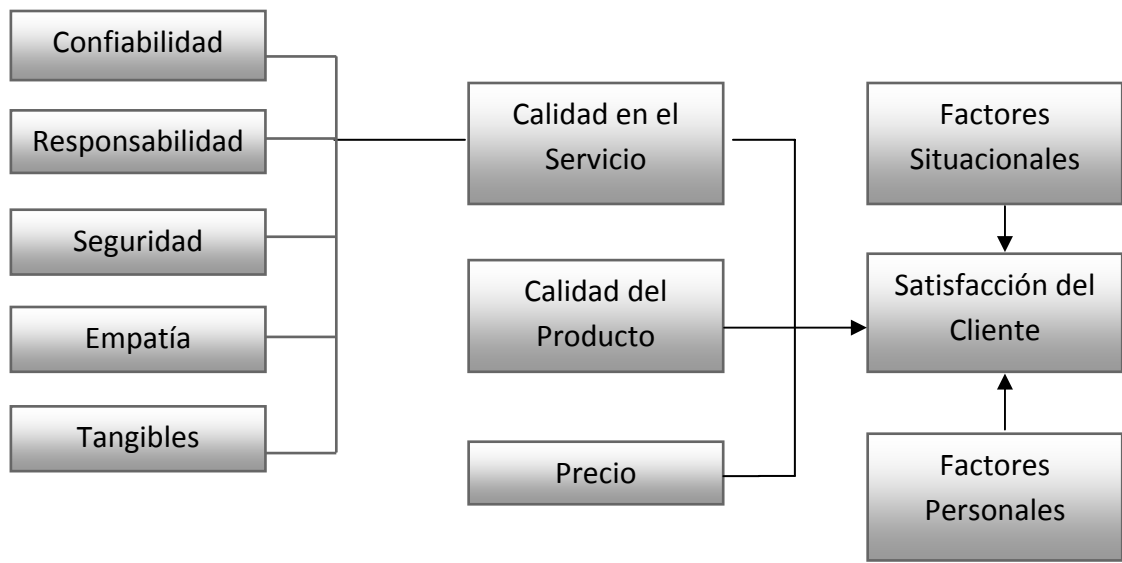 Confiabilidad
Responsabilidad
Seguridad
Empatía
Tangibles
Calidad en el
Servicio
Calidad del
Producto
Precio
Factores
Situacionales
Satisfacción del
Cliente
Factores
Personales